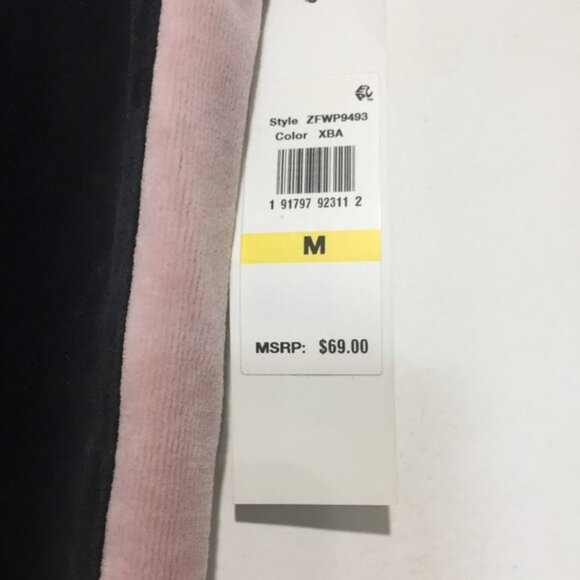 Style ZFWP9493
Color XBA
1 91797 92311 2
M
MSRP: $69.00